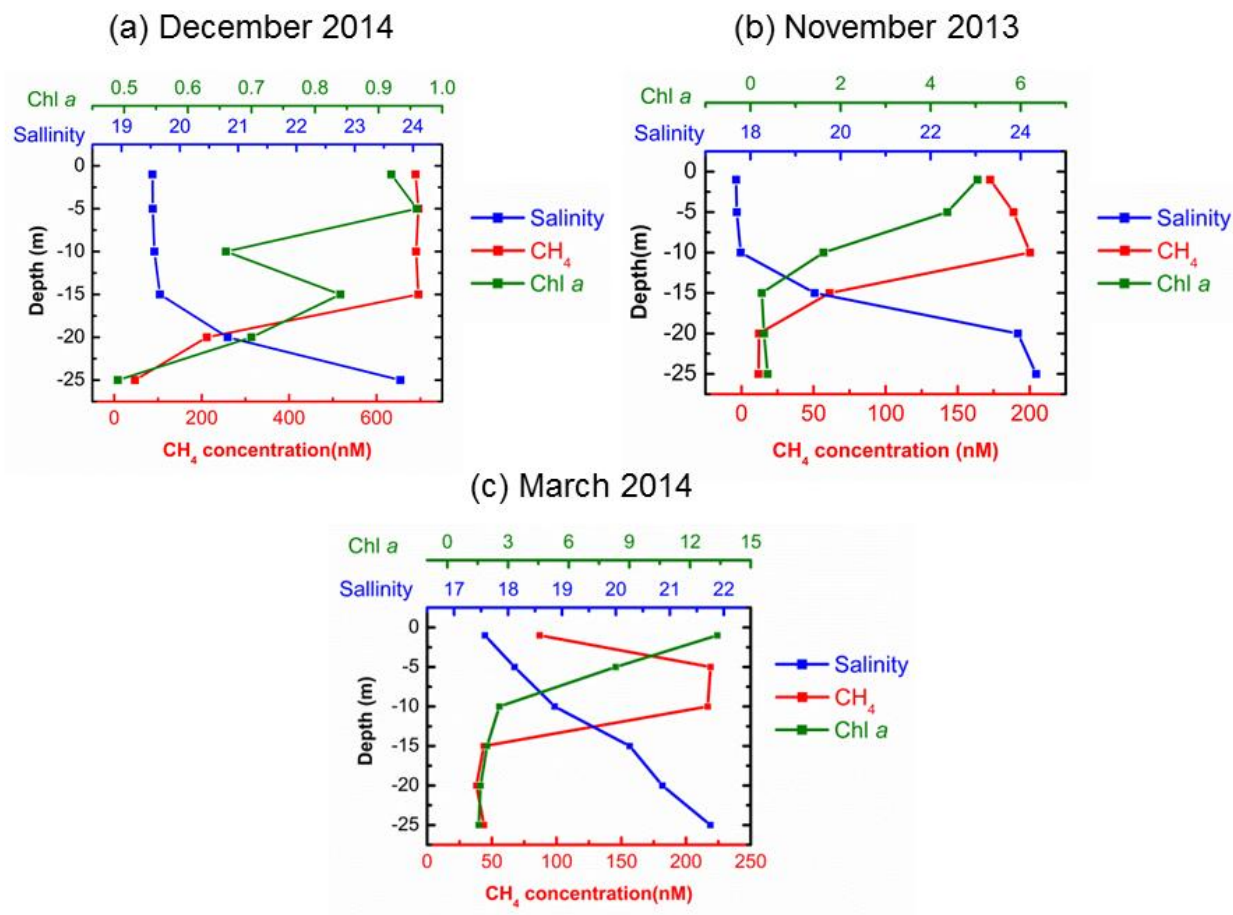 (a) December 2014
0.5 0.6 0.7 0.8 0.9 1.0
Chl a
Sallinity 19 20 21 22 23 24
0
-5
-10
-15
-20
-25
Depth (m)
0 200 400 600
CH4 concentration(nM)
Salinity
CH4
Chl a
(b) November 2013
0 2 4 6
Chl a
Salinity 18 20 22 24
0
-5
-10
-15
-20
-25
Depth(m)
0 50 100 150 200
CH4 concentration (nM)
Salinity
CH4
Chl a
(c) March 2014
Chl a 0 3 6 9 12 15
Sallinity 17 18 19 20 21 22
0
-5
-10
-15
-20
-25
Depth (m)
0 50 100 150 200 250
CH4 concentration(nM)
Salinity
CH4
Chl a